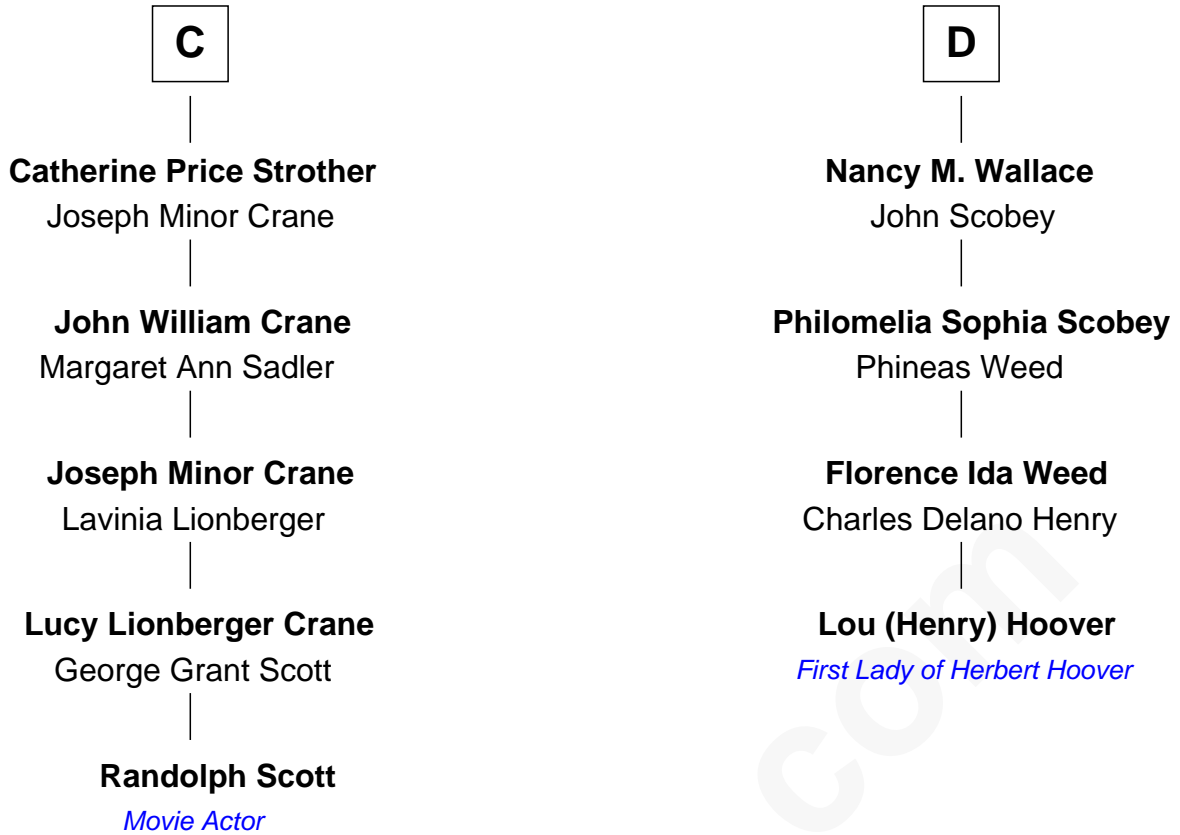 C
Catherine Price Strother
Joseph Minor Crane
John William Crane
Margaret Ann Sadler
Joseph Minor Crane
Lavinia Lionberger
Lucy Lionberger Crane
George Grant Scott
Randolph Scott
Movie Actor
D
Nancy M. Wallace
John Scobey
Philomelia Sophia Scobey
Phineas Weed
Florence Ida Weed
Charles Delano Henry
Lou (Henry) Hoover
First Lady of Herbert Hoover
com